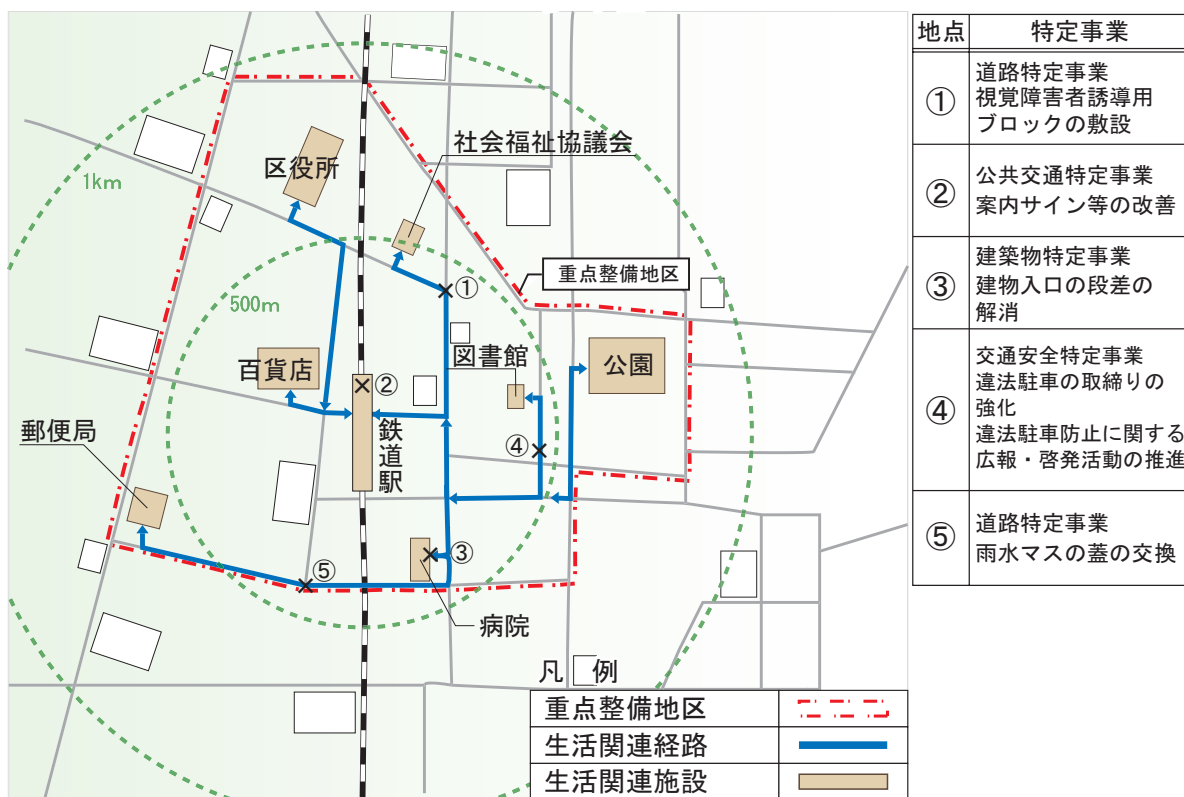 社会福祉協議会
区役所
1km
重点整備地区
①
500m
図書館
公園
百貨店
②
郵便局
鉄道駅
④
③
⑤
病院
凡 例
重点整備地区
生活関連経路
生活関連施設
地点 特定事業
① 道路特定事業
視覚障害者誘導用
ブロックの敷設
② 公共交通特定事業
案内サイン等の改善
③ 建築物特定事業
建物入口の段差の
解消
④ 交通安全特定事業
違法駐車の取締りの
強化
違法駐車防止に関する
広報・啓発活動の推進
⑤ 道路特定事業
雨水マスの蓋の交換